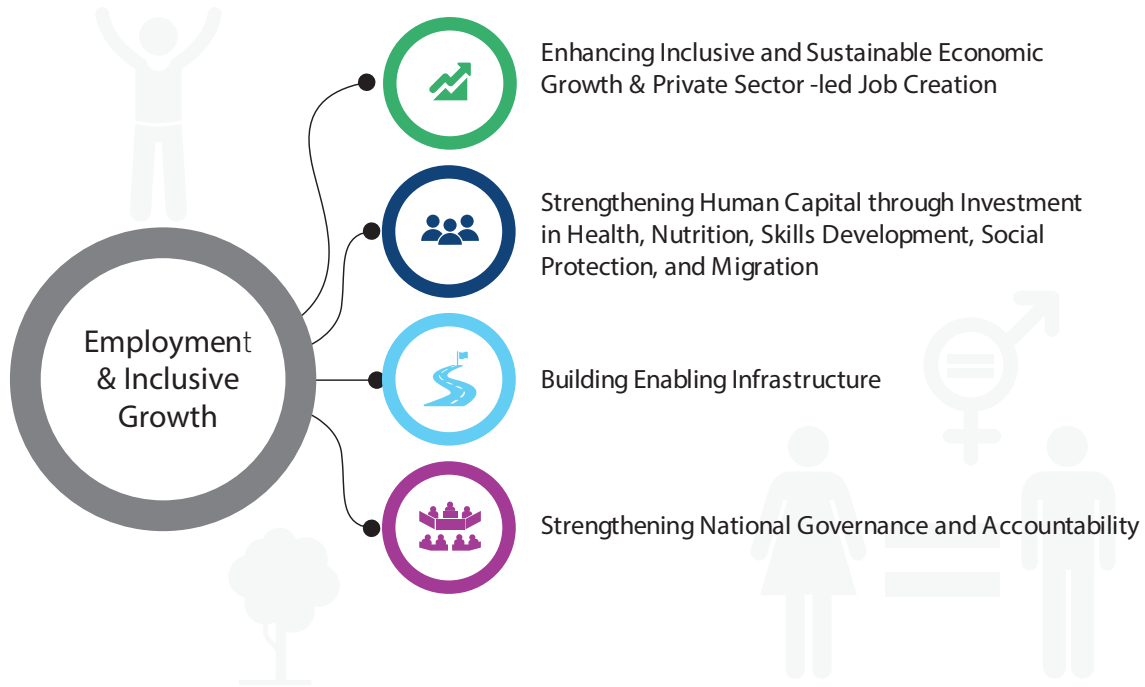 Enhancing Inclusive and Sustainable Economic
Growth & Private Sector -led Job Creation
Strengthening Human Capital through Investment
in Health, Nutrition, Skills Development, Social
Protection, and Migration
Employment
& Inclusive
Growth
Building Enabling Infrastructure
Strengthening National Governance and Accountability